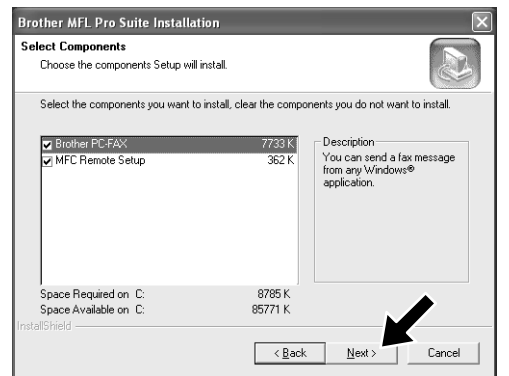 Brother MFL Pro Suite Installation
Select Components
Choose the components Setup will install.
Select the components you want to install, clear the components you do not want to install.
Brother PC-FAX 7733 K
MFC Remote Setup 362 K
Description
You can send a fax message
from any Windows®
application.
Space Required on C: 8785 K
Space Available on C: 85771 K
InstallShield
< Back Next > Cancel